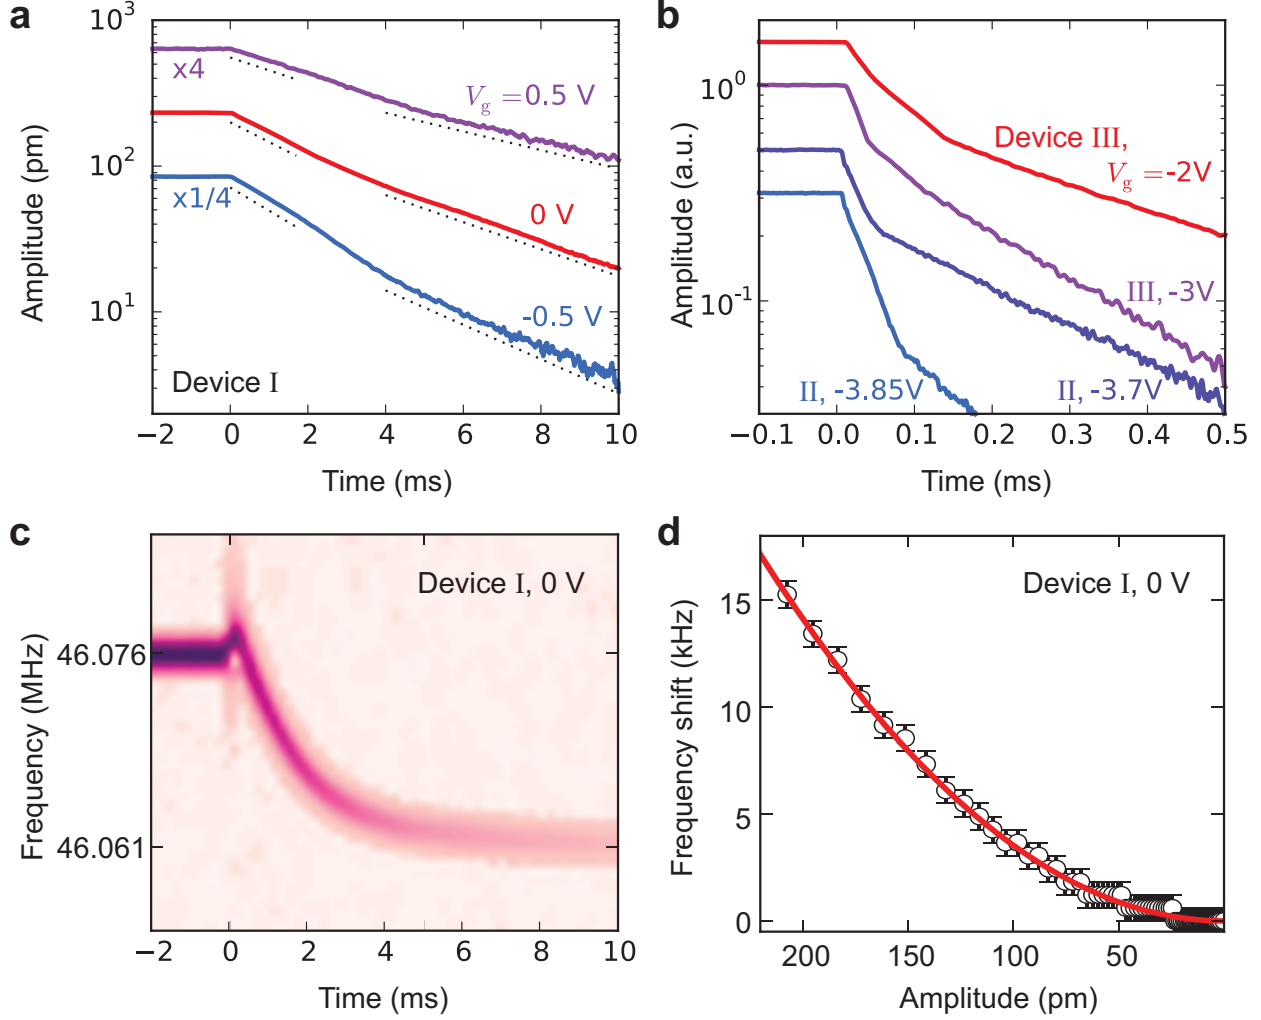 a
Amplitude (pm)
10³
10²
10¹
x4
x1/4
V_g = 0.5 V
0 V
-0.5 V
Device I
−2 0 2 4 6 8 10
Time (ms)
b
Amplitude (a.u.)
10⁰
10⁻¹
Device III,
V_g = -2V
III, -3V
II, -3.85V
II, -3.7V
−0.1 0.0 0.1 0.2 0.3 0.4 0.5
Time (ms)
c
Frequency (MHz)
46.076
46.061
Device I, 0 V
−2 0 2 4 6 8 10
Time (ms)
d
Frequency shift (kHz)
15
10
5
0
Device I, 0 V
200 150 100 50
Amplitude (pm)